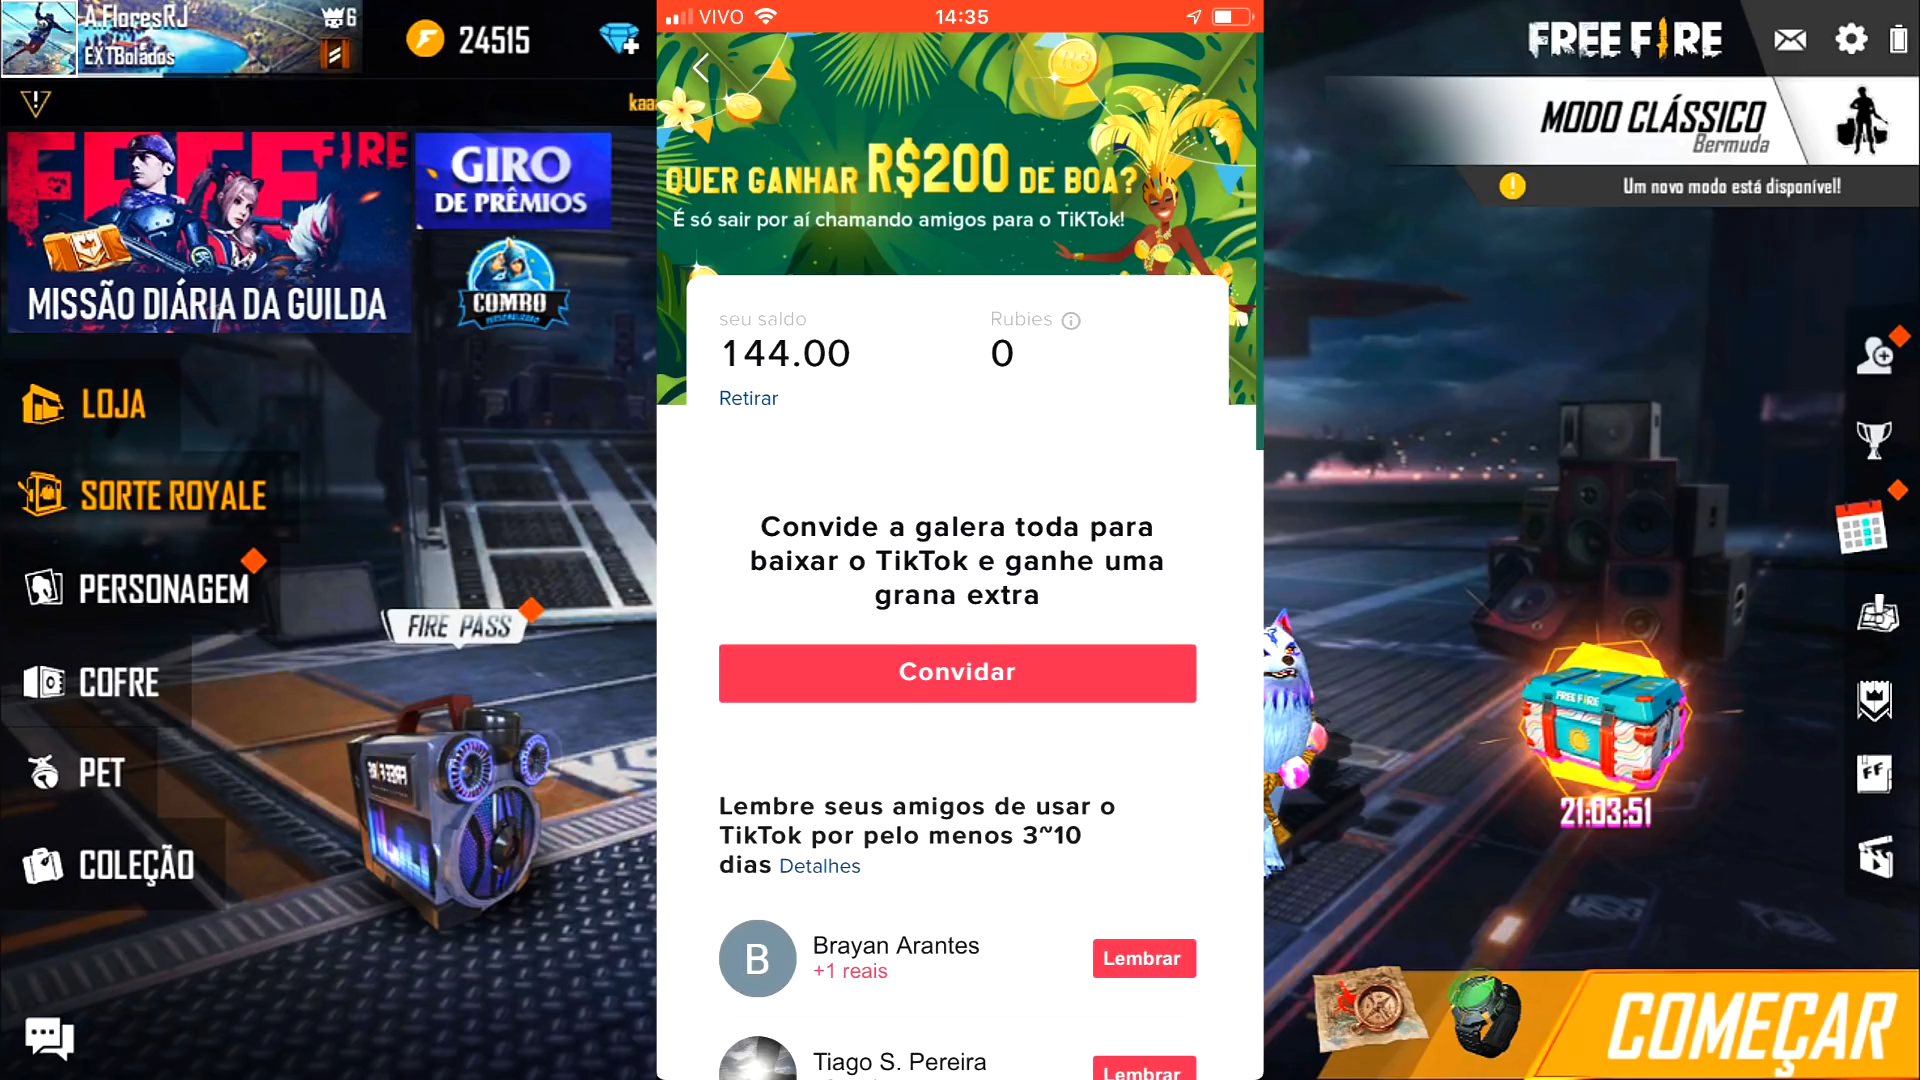 A.FloresRJ
EXTBolados
6
24515
FREE FIRE
GIRO
DE PRÊMIOS
MISSÃO DIÁRIA DA GUILDA
COMBO
LOJA
SORTE ROYALE
PERSONAGEM
FIRE PASS
COFRE
PET
COLEÇÃO
VIVO
14:35
QUER GANHAR R$200 DE BOA?
É só sair por aí chamando amigos para o TiKTok!
seu saldo
Rubies
144.00
0
Retirar
Convide a galera toda para
baixar o TikTok e ganhe uma
grana extra
Convidar
Lembre seus amigos de usar o
TikTok por pelo menos 3~10
dias Detalhes
B
Brayan Arantes
+1 reais
Lembrar
Tiago S. Pereira
Lembrar
FREE FIRE
MODO CLÁSSICO
Bermuda
Um novo modo está disponível!
FREE FIRE
21:03:51
FF
COMEÇAR